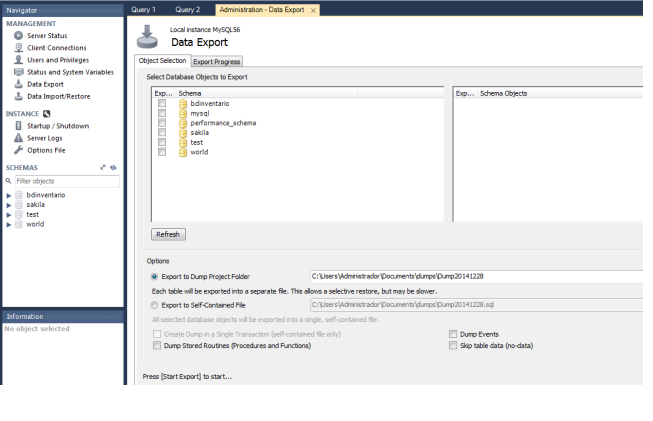 Navigator
MANAGEMENT
Server Status
Client Connections
Users and Privileges
Status and System Variables
Data Export
Data Import/Restore
INSTANCE
Startup / Shutdown
Server Logs
Options File
SCHEMAS
Filter objects
bdinventario
sakila
test
world
Information
No object selected
Query 1 Query 2 Administration - Data Export ×
Local instance MySQL56
Data Export
Object Selection Export Progress
Select Database Objects to Export
Exp... Schema
bdinventario
mysql
performance_schema
sakila
test
world
Exp... Schema Objects
Refresh
Options
Export to Dump Project Folder C:\Users\Administrador\Documents\dumps\Dump20141228
Each table will be exported into a separate file. This allows a selective restore, but may be slower.
Export to Self-Contained File C:\Users\Administrador\Documents\dumps\Dump20141228.sql
All selected database objects will be exported into a single, self-contained file.
Create Dump in a Single Transaction (self-contained file only) Dump Events
Dump Stored Routines (Procedures and Functions) Skip table data (no-data)
Press [Start Export] to start...